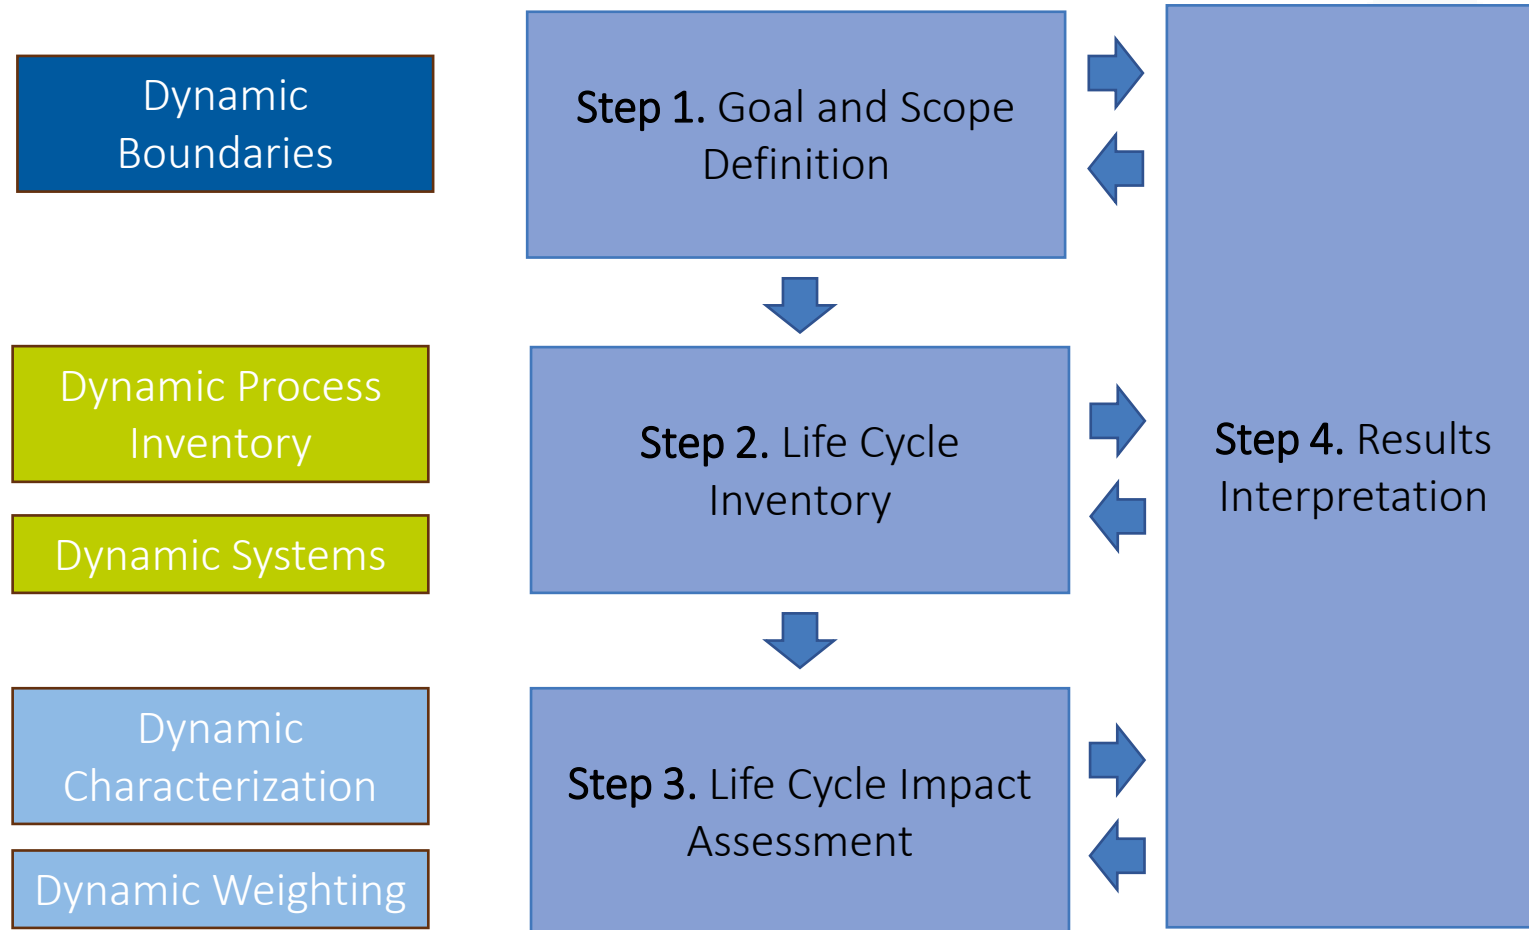 Dynamic
Boundaries
Step 1. Goal and Scope
Definition
Dynamic Process
Inventory
Dynamic Systems
Step 2. Life Cycle
Inventory
Step 4. Results
Interpretation
Dynamic
Characterization
Dynamic Weighting
Step 3. Life Cycle Impact
Assessment